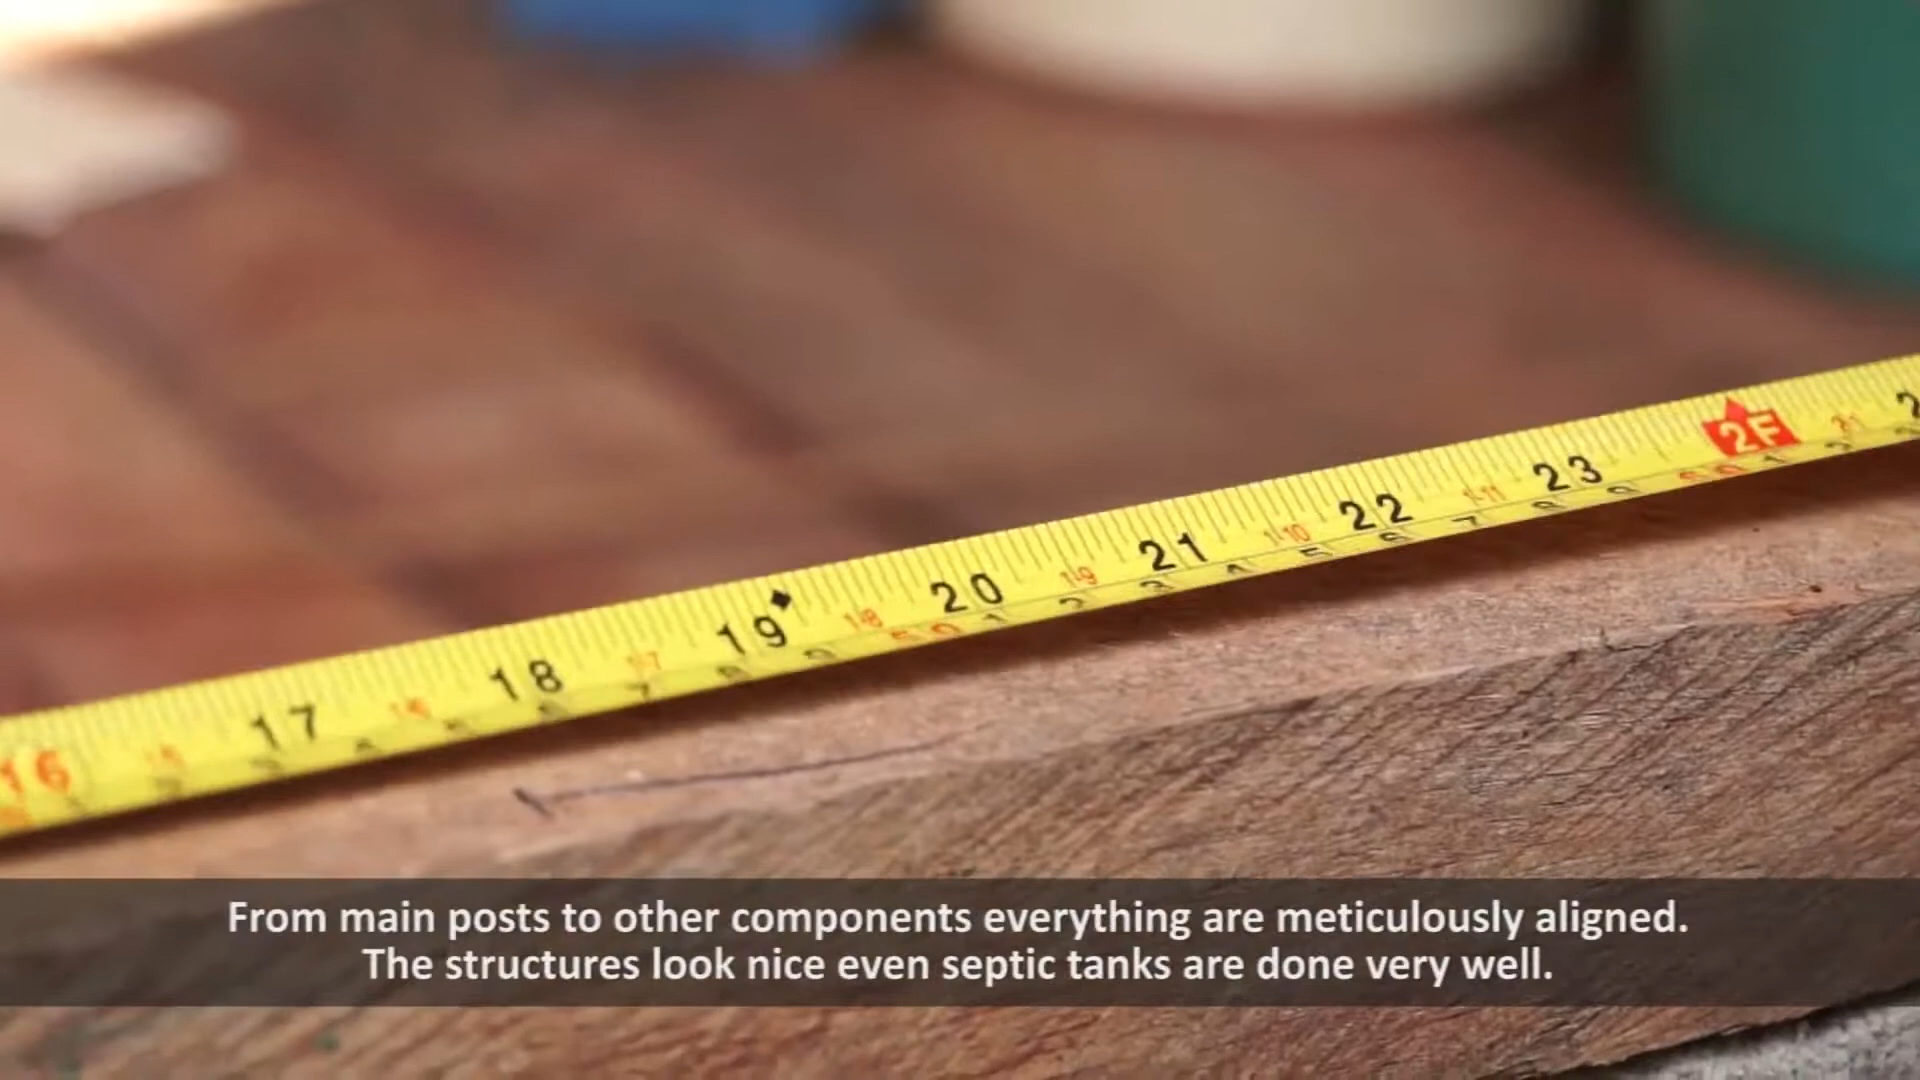 16 17 18 19 20 21 22 23 2F
From main posts to other components everything are meticulously aligned.
The structures look nice even septic tanks are done very well.